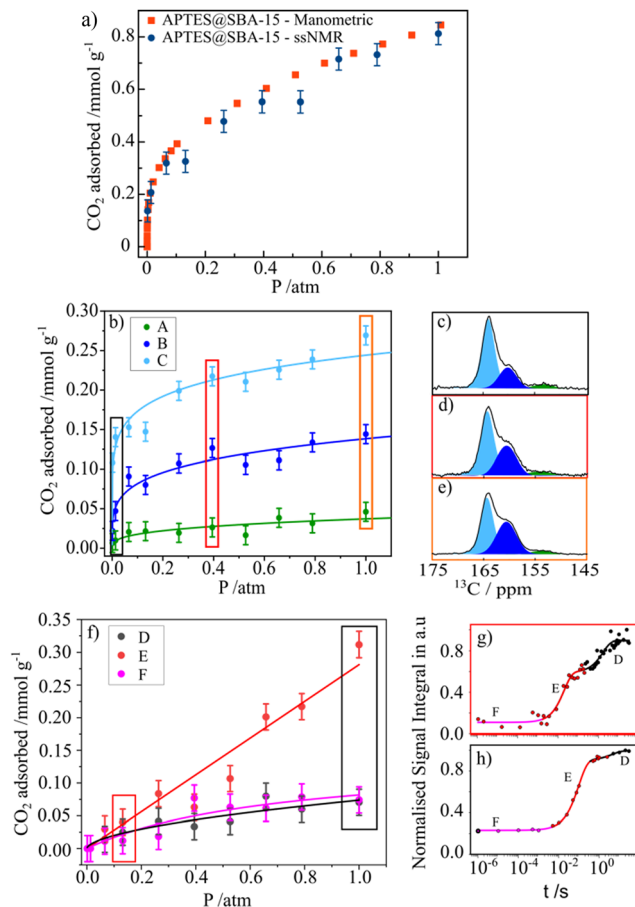 a)
APTES@SBA-15 - Manometric
APTES@SBA-15 - ssNMR
CO₂ adsorbed /mmol g⁻¹
0.8
0.6
0.4
0.2
0
0 0.2 0.4 0.6 0.8 1
P /atm
b)
A
B
C
CO₂ adsorbed /mmol g⁻¹
0.30
0.25
0.20
0.15
0.10
0.05
0.00
0.0 0.2 0.4 0.6 0.8 1.0
P /atm
c)
d)
e)
175 165 155 145
¹³C / ppm
f)
D
E
F
CO₂ adsorbed /mmol g⁻¹
0.35
0.30
0.25
0.20
0.15
0.10
0.05
0.00
0.0 0.2 0.4 0.6 0.8 1.0
P /atm
Normalised Signal Integral in a.u
g)
1.0
0.8
0.4
0.0
F
E
D
h)
1.0
0.8
0.4
0.0
F
E
D
10⁻⁶ 10⁻⁴ 10⁻² 10⁰
t /s